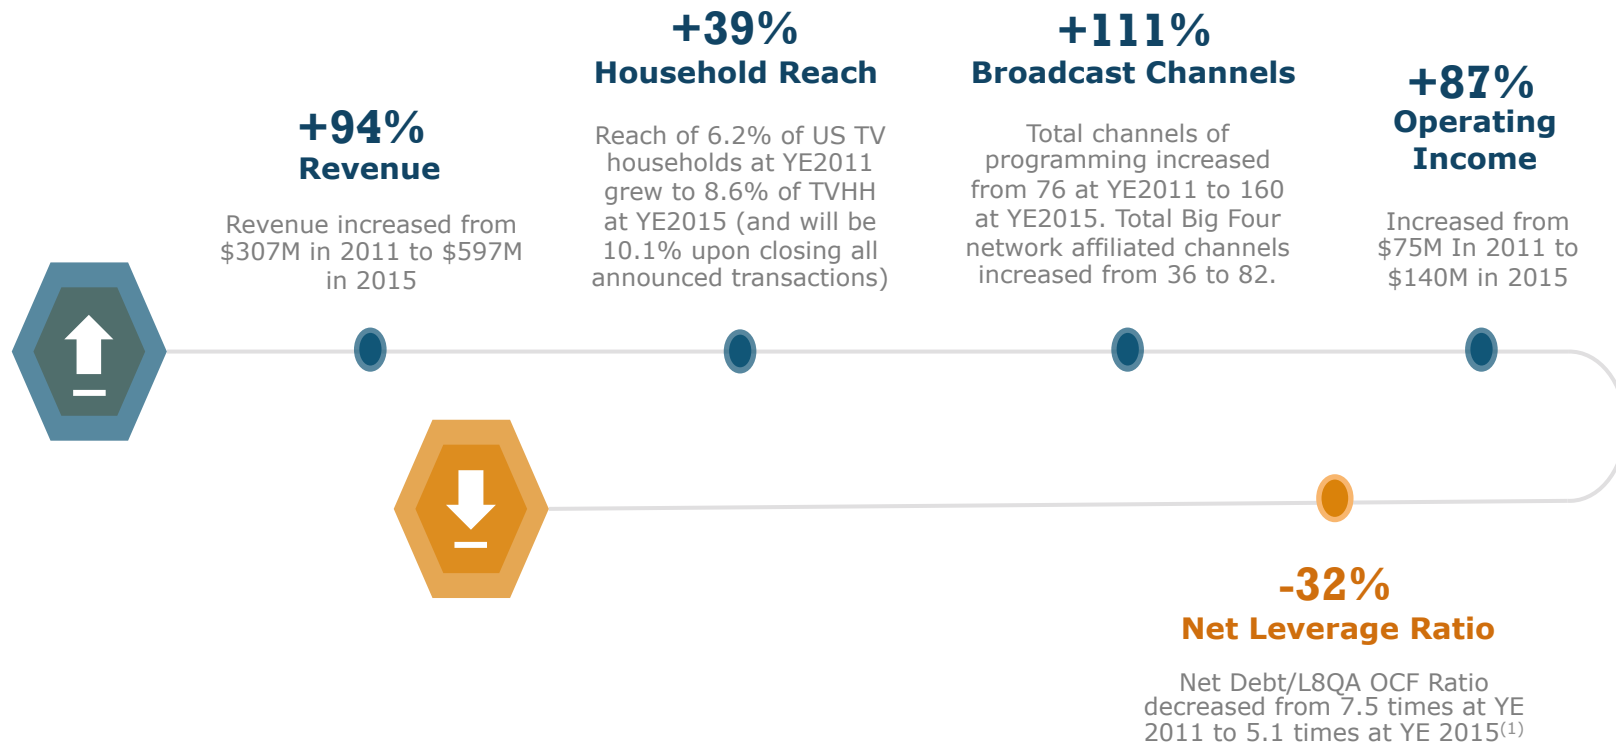 +94%
Revenue
Revenue increased from
$307M in 2011 to $597M
in 2015
+39%
Household Reach
Reach of 6.2% of US TV
households at YE2011
grew to 8.6% of TVHH
at YE2015 (and will be
10.1% upon closing all
announced transactions)
+111%
Broadcast Channels
Total channels of
programming increased
from 76 at YE2011 to 160
at YE2015. Total Big Four
network affiliated channels
increased from 36 to 82.
+87%
Operating
Income
Increased from
$75M In 2011 to
$140M in 2015
-32%
Net Leverage Ratio
Net Debt/L8QA OCF Ratio
decreased from 7.5 times at YE
2011 to 5.1 times at YE 2015(1)